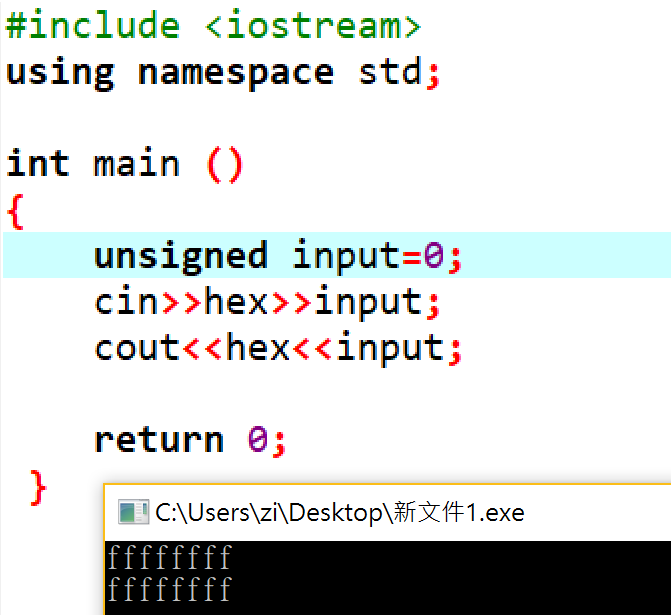 #include <iostream>
using namespace std;
int main ()
{
unsigned input=0;
cin>>hex>>input;
cout<<hex<<input;
return 0;
}
C:\Users\zi\Desktop\新文件1.exe
ffffffff
ffffffff